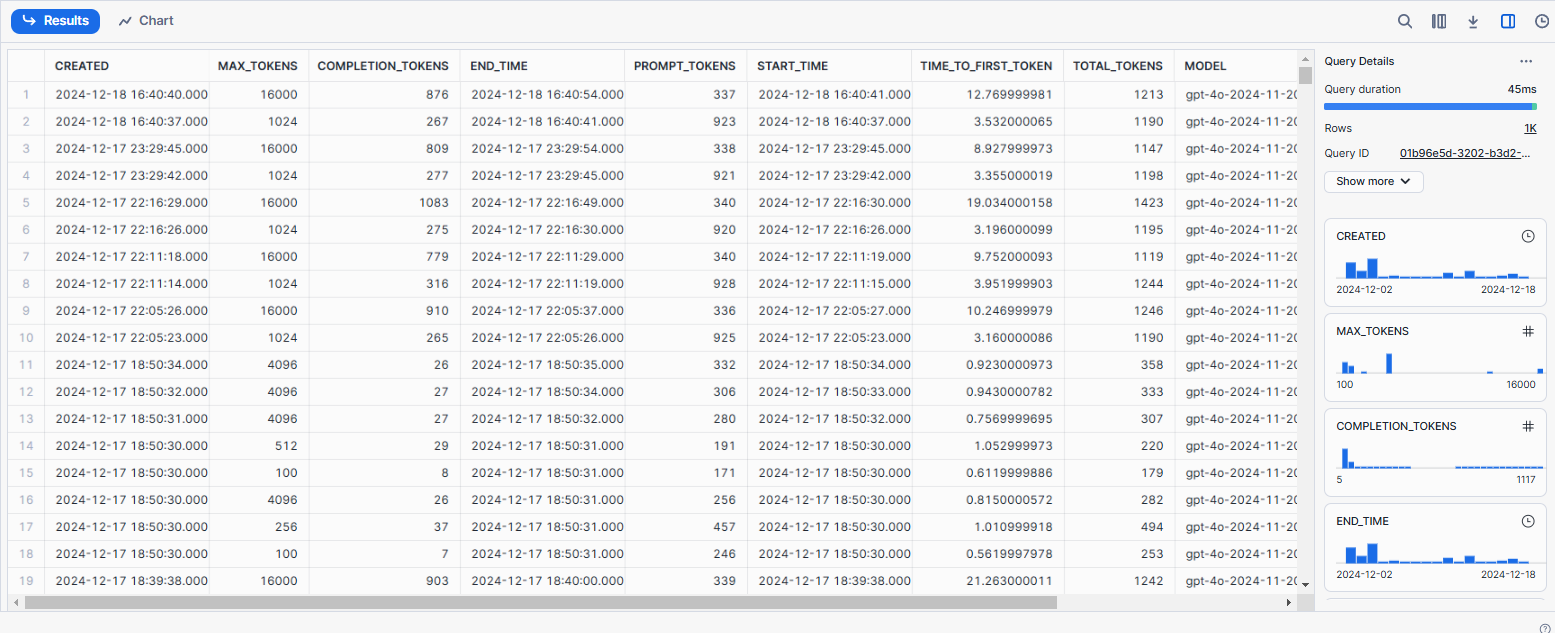 Results Chart
CREATED MAX_TOKENS COMPLETION_TOKENS END_TIME PROMPT_TOKENS START_TIME TIME_TO_FIRST_TOKEN TOTAL_TOKENS MODEL
1 2024-12-18 16:40:40.000 16000 876 2024-12-18 16:40:54.000 337 2024-12-18 16:40:41.000 12.769999981 1213 gpt-4o-2024-11-20
2 2024-12-18 16:40:37.000 1024 267 2024-12-18 16:40:41.000 923 2024-12-18 16:40:37.000 3.532000065 1190 gpt-4o-2024-11-20
3 2024-12-17 23:29:45.000 16000 809 2024-12-17 23:29:54.000 338 2024-12-17 23:29:45.000 8.927999973 1147 gpt-4o-2024-11-20
4 2024-12-17 23:29:42.000 1024 277 2024-12-17 23:29:45.000 921 2024-12-17 23:29:42.000 3.355000019 1198 gpt-4o-2024-11-20
5 2024-12-17 22:16:29.000 16000 1083 2024-12-17 22:16:49.000 340 2024-12-17 22:16:30.000 19.034000158 1423 gpt-4o-2024-11-20
6 2024-12-17 22:16:26.000 1024 275 2024-12-17 22:16:30.000 920 2024-12-17 22:16:26.000 3.196000099 1195 gpt-4o-2024-11-20
7 2024-12-17 22:11:18.000 16000 779 2024-12-17 22:11:29.000 340 2024-12-17 22:11:19.000 9.752000093 1119 gpt-4o-2024-11-20
8 2024-12-17 22:11:14.000 1024 316 2024-12-17 22:11:19.000 928 2024-12-17 22:11:15.000 3.951999903 1244 gpt-4o-2024-11-20
9 2024-12-17 22:05:26.000 16000 910 2024-12-17 22:05:37.000 336 2024-12-17 22:05:27.000 10.246999979 1246 gpt-4o-2024-11-20
10 2024-12-17 22:05:23.000 1024 265 2024-12-17 22:05:26.000 925 2024-12-17 22:05:23.000 3.160000086 1190 gpt-4o-2024-11-20
11 2024-12-17 18:50:34.000 4096 26 2024-12-17 18:50:35.000 332 2024-12-17 18:50:34.000 0.9230000973 358 gpt-4o-2024-11-20
12 2024-12-17 18:50:32.000 4096 27 2024-12-17 18:50:34.000 306 2024-12-17 18:50:33.000 0.9430000782 333 gpt-4o-2024-11-20
13 2024-12-17 18:50:31.000 4096 27 2024-12-17 18:50:32.000 280 2024-12-17 18:50:32.000 0.7569999695 307 gpt-4o-2024-11-20
14 2024-12-17 18:50:30.000 512 29 2024-12-17 18:50:31.000 191 2024-12-17 18:50:30.000 1.052999973 220 gpt-4o-2024-11-20
15 2024-12-17 18:50:30.000 100 8 2024-12-17 18:50:31.000 171 2024-12-17 18:50:30.000 0.6119999886 179 gpt-4o-2024-11-20
16 2024-12-17 18:50:30.000 4096 26 2024-12-17 18:50:31.000 256 2024-12-17 18:50:30.000 0.8150000572 282 gpt-4o-2024-11-20
17 2024-12-17 18:50:30.000 256 37 2024-12-17 18:50:31.000 457 2024-12-17 18:50:30.000 1.010999918 494 gpt-4o-2024-11-20
18 2024-12-17 18:50:30.000 100 7 2024-12-17 18:50:31.000 246 2024-12-17 18:50:30.000 0.5619997978 253 gpt-4o-2024-11-20
19 2024-12-17 18:39:38.000 16000 903 2024-12-17 18:40:00.000 339 2024-12-17 18:39:38.000 21.263000011 1242 gpt-4o-2024-11-20
Query Details ...
Query duration 45ms
Rows 1K
Query ID 01b96e5d-3202-b3d2-...
Show more
CREATED
2024-12-02 2024-12-18
MAX_TOKENS #
100 16000
COMPLETION_TOKENS #
5 1117
END_TIME
2024-12-02 2024-12-18